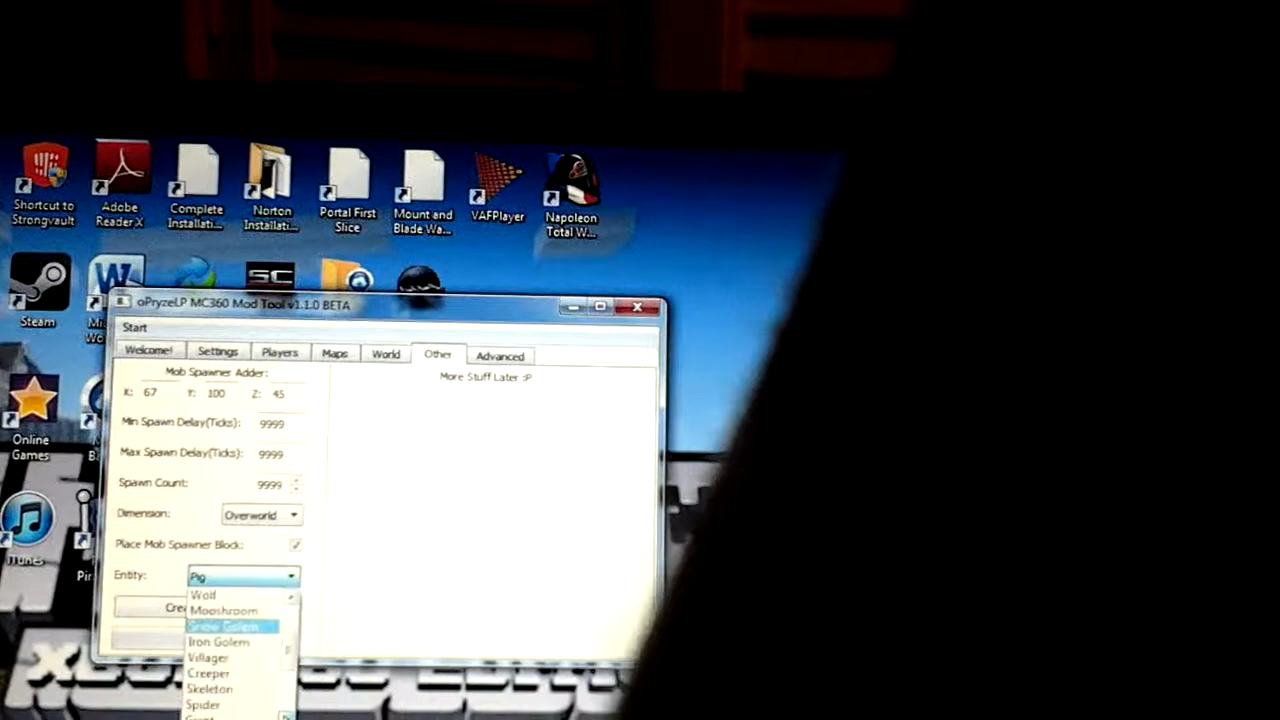 Shortcut to Strongvault
Adobe Reader X
Complete Installati...
Norton Installati...
Portal First Slice
Mount and Blade Wa...
VAFPlayer
Napoleon Total W...
SC
Steam
oPryzeLP MC360 Mod Tool v1.1.0 BETA
Start
Welcome! Settings Players Maps World Other Advanced
Mob Spawner Adder:
More Stuff Later :P
X: 67 Y: 100 Z: 45
Min Spawn Delay(Ticks): 9999
Max Spawn Delay(Ticks): 9999
Spawn Count: 9999
Dimension: Overworld
Place Mob Spawner Block:
Entity: Pig
Wolf
Mooshroom
Snow Golem
Iron Golem
Villager
Creeper
Skeleton
Spider
Online Games
iTunes